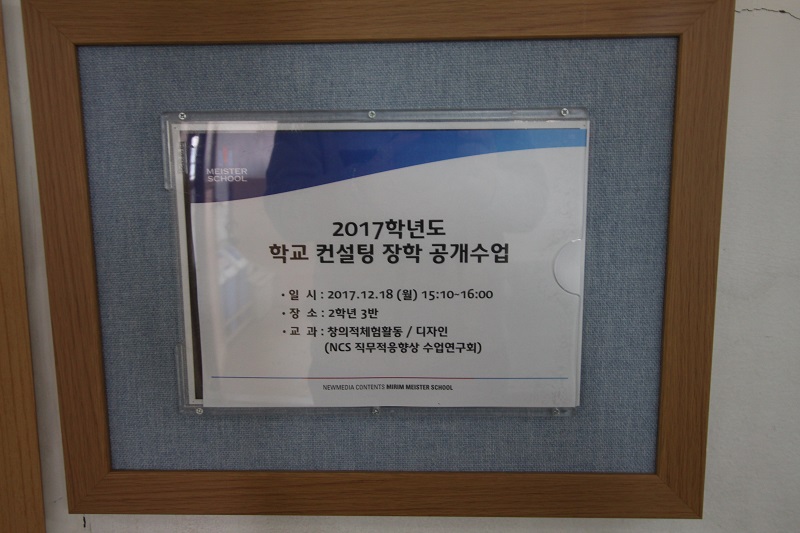 MEISTER
SCHOOL
2017학년도
학교 컨설팅 장학 공개수업
· 일 시 : 2017.12.18 (월) 15:10-16:00
· 장 소 : 2학년 3반
· 교 과 : 창의적체험활동 / 디자인
(NCS 직무적응향상 수업연구회)
NEWMEDIA CONTENTS MIRIM MEISTER SCHOOL